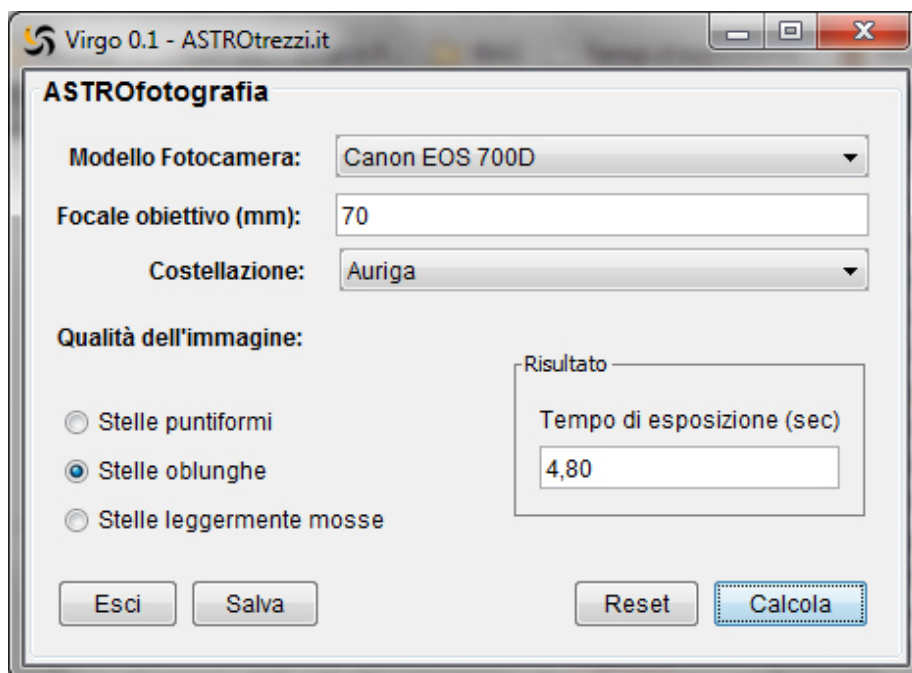 Virgo 0.1 - ASTROtrezzi.it
ASTROfotografia
Modello Fotocamera: Canon EOS 700D
Focale obiettivo (mm): 70
Costellazione: Auriga
Qualità dell'immagine:
Risultato
Stelle puntiformi
Tempo di esposizione (sec)
Stelle oblunghe
4,80
Stelle leggermente mosse
Esci Salva Reset Calcola